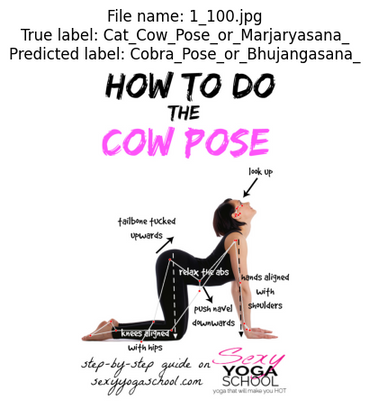 File name: 1_100.jpg
True label: Cat_Cow_Pose_or_Marjaryasana_
Predicted label: Cobra_Pose_or_Bhujangasana_
HOW TO DO
THE
COW POSE
look up
tailbone tucked
upwards
relax the abs
hands aligned
with
shoulders
push navel
downwards
knees aligned
with hips
step-by-step guide on
sexyyogaschool.com
Sexy
YOGA
SCHOOL
yoga that will make you HOT